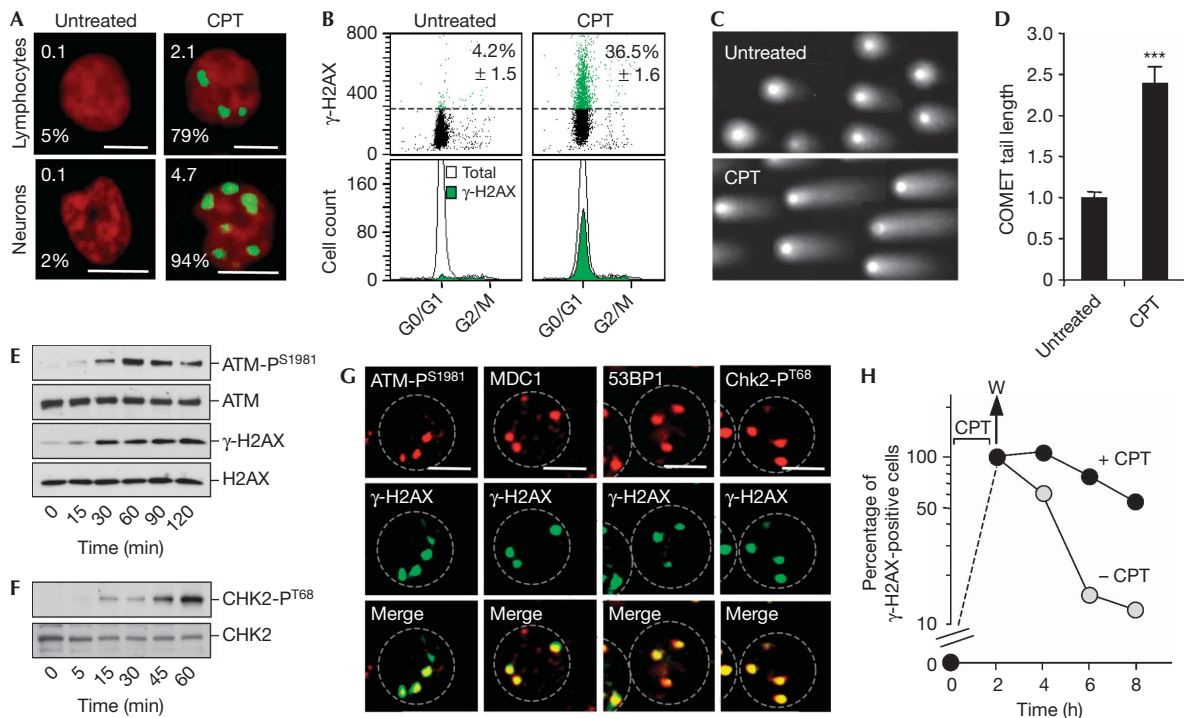 A
Untreated
CPT
Lymphocytes
0.1
5%
2.1
79%
Neurons
0.1
2%
4.7
94%
B
Untreated
CPT
γ-H2AX
800
400
200
0
4.2%
± 1.5
36.5%
± 1.6
Cell count
200
160
80
0
Total
γ-H2AX
G0/G1
G2/M
G0/G1
G2/M
C
Untreated
CPT
D
COMET tail length
3.0
2.5
2.0
1.5
1.0
0.5
0
***
Untreated
CPT
E
ATM-P^S1981
ATM
γ-H2AX
H2AX
0 15 30 60 90 120
Time (min)
F
CHK2-P^T68
CHK2
0 5 15 30 45 60
Time (min)
G
ATM-P^S1981 MDC1 53BP1 Chk2-P^T68
γ-H2AX γ-H2AX γ-H2AX γ-H2AX
Merge Merge Merge Merge
H
Percentage of
γ-H2AX-positive cells
W
CPT
100
50
10
0
+ CPT
− CPT
0 2 4 6 8
Time (h)